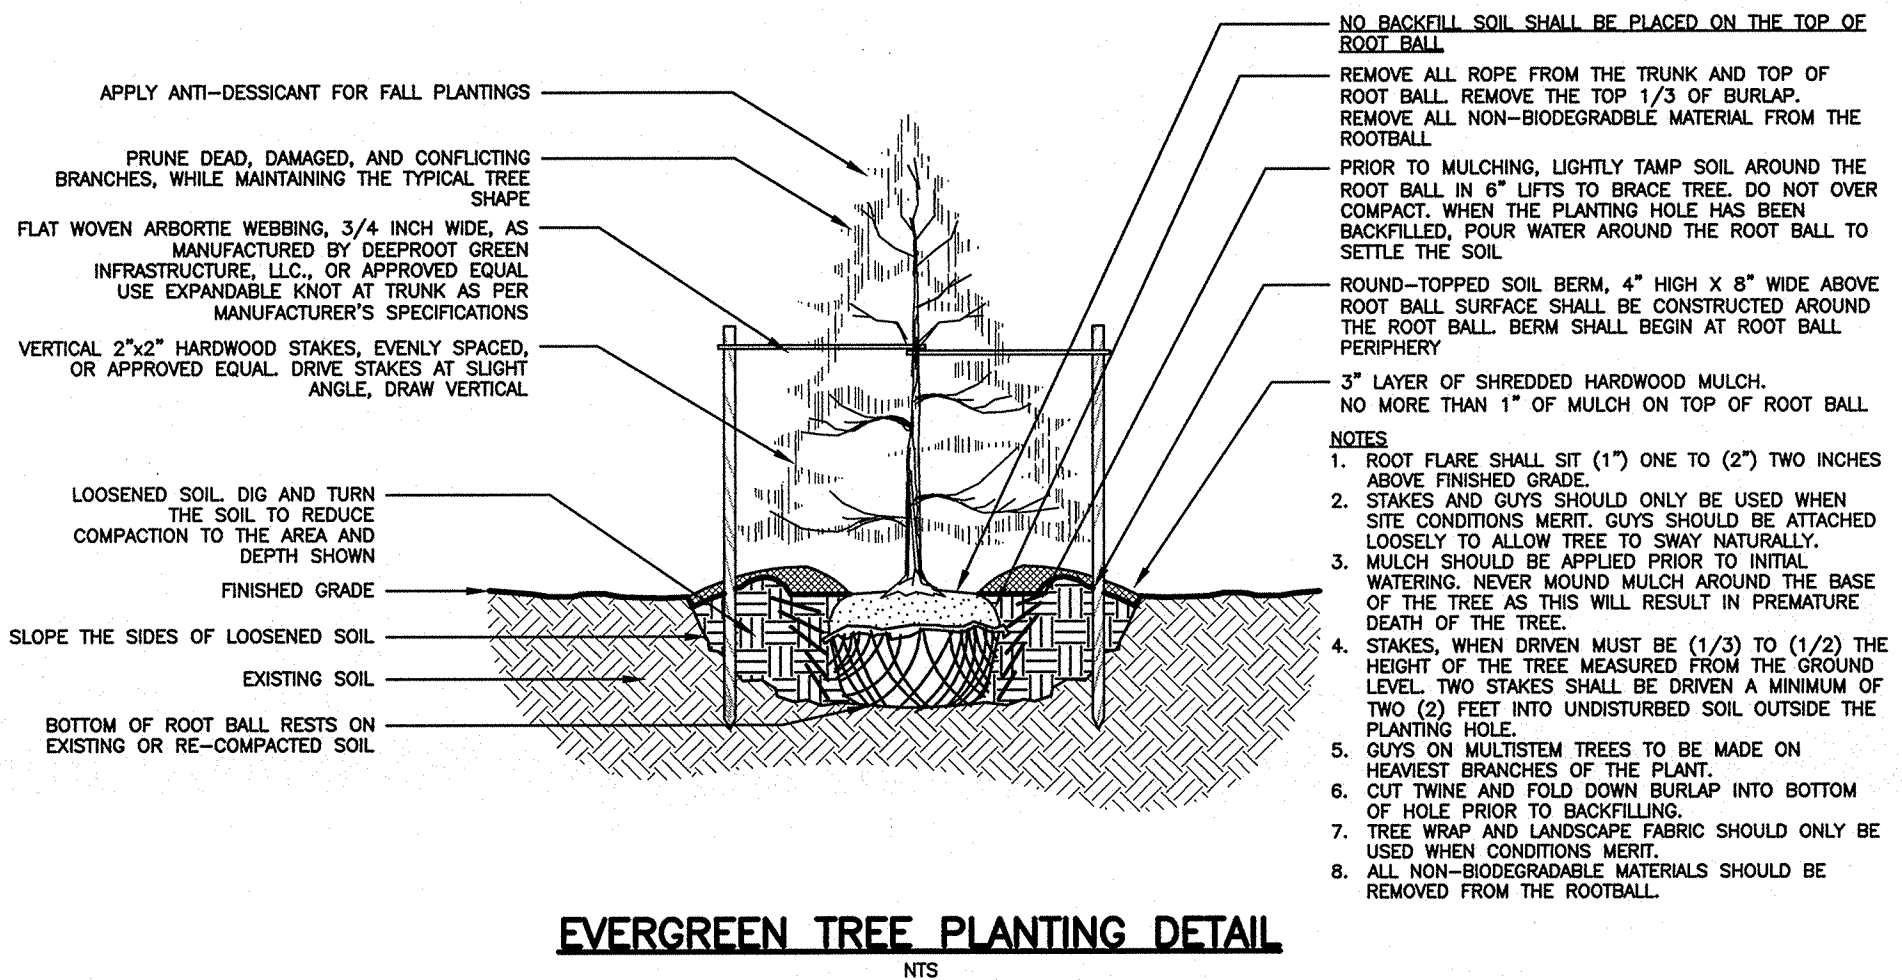 APPLY ANTI-DESSICANT FOR FALL PLANTINGS
PRUNE DEAD, DAMAGED, AND CONFLICTING
BRANCHES, WHILE MAINTAINING THE TYPICAL TREE
SHAPE
FLAT WOVEN ARBORTIE WEBBING, 3/4 INCH WIDE, AS
MANUFACTURED BY DEEPROOT GREEN
INFRASTRUCTURE, LLC., OR APPROVED EQUAL
USE EXPANDABLE KNOT AT TRUNK AS PER
MANUFACTURER'S SPECIFICATIONS
VERTICAL 2"x2" HARDWOOD STAKES, EVENLY SPACED,
OR APPROVED EQUAL. DRIVE STAKES AT SLIGHT
ANGLE, DRAW VERTICAL
LOOSENED SOIL. DIG AND TURN
THE SOIL TO REDUCE
COMPACTION TO THE AREA AND
DEPTH SHOWN
FINISHED GRADE
SLOPE THE SIDES OF LOOSENED SOIL
EXISTING SOIL
BOTTOM OF ROOT BALL RESTS ON
EXISTING OR RE-COMPACTED SOIL
NO BACKFILL SOIL SHALL BE PLACED ON THE TOP OF
ROOT BALL
REMOVE ALL ROPE FROM THE TRUNK AND TOP OF
ROOT BALL. REMOVE THE TOP 1/3 OF BURLAP.
REMOVE ALL NON-BIODEGRADBLE MATERIAL FROM THE
ROOTBALL
PRIOR TO MULCHING, LIGHTLY TAMP SOIL AROUND THE
ROOT BALL IN 6" LIFTS TO BRACE TREE. DO NOT OVER
COMPACT. WHEN THE PLANTING HOLE HAS BEEN
BACKFILLED, POUR WATER AROUND THE ROOT BALL TO
SETTLE THE SOIL
ROUND-TOPPED SOIL BERM, 4" HIGH X 8" WIDE ABOVE
ROOT BALL SURFACE SHALL BE CONSTRUCTED AROUND
THE ROOT BALL. BERM SHALL BEGIN AT ROOT BALL
PERIPHERY
3" LAYER OF SHREDDED HARDWOOD MULCH.
NO MORE THAN 1" OF MULCH ON TOP OF ROOT BALL
NOTES
1. ROOT FLARE SHALL SIT (1") ONE TO (2") TWO INCHES
ABOVE FINISHED GRADE.
2. STAKES AND GUYS SHOULD ONLY BE USED WHEN
SITE CONDITIONS MERIT. GUYS SHOULD BE ATTACHED
LOOSELY TO ALLOW TREE TO SWAY NATURALLY.
3. MULCH SHOULD BE APPLIED PRIOR TO INITIAL
WATERING. NEVER MOUND MULCH AROUND THE BASE
OF THE TREE AS THIS WILL RESULT IN PREMATURE
DEATH OF THE TREE.
4. STAKES, WHEN DRIVEN MUST BE (1/3) TO (1/2) THE
HEIGHT OF THE TREE MEASURED FROM THE GROUND
LEVEL. TWO STAKES SHALL BE DRIVEN A MINIMUM OF
TWO (2) FEET INTO UNDISTURBED SOIL OUTSIDE THE
PLANTING HOLE.
5. GUYS ON MULTISTEM TREES TO BE MADE ON
HEAVIEST BRANCHES OF THE PLANT.
6. CUT TWINE AND FOLD DOWN BURLAP INTO BOTTOM
OF HOLE PRIOR TO BACKFILLING.
7. TREE WRAP AND LANDSCAPE FABRIC SHOULD ONLY BE
USED WHEN CONDITIONS MERIT.
8. ALL NON-BIODEGRADABLE MATERIALS SHOULD BE
REMOVED FROM THE ROOTBALL.
EVERGREEN TREE PLANTING DETAIL
NTS